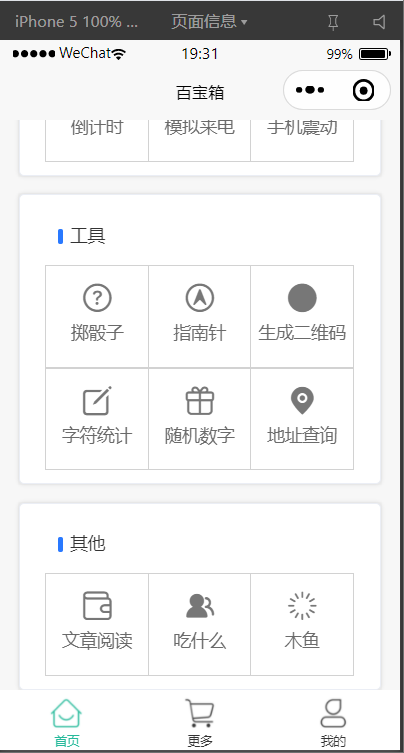 iPhone 5 100% ... 页面信息
WeChat 19:31 99%
百宝箱
倒计时 模拟来电 手机震动
工具
掷骰子 指南针 生成二维码
字符统计 随机数字 地址查询
其他
文章阅读 吃什么 木鱼
首页 更多 我的